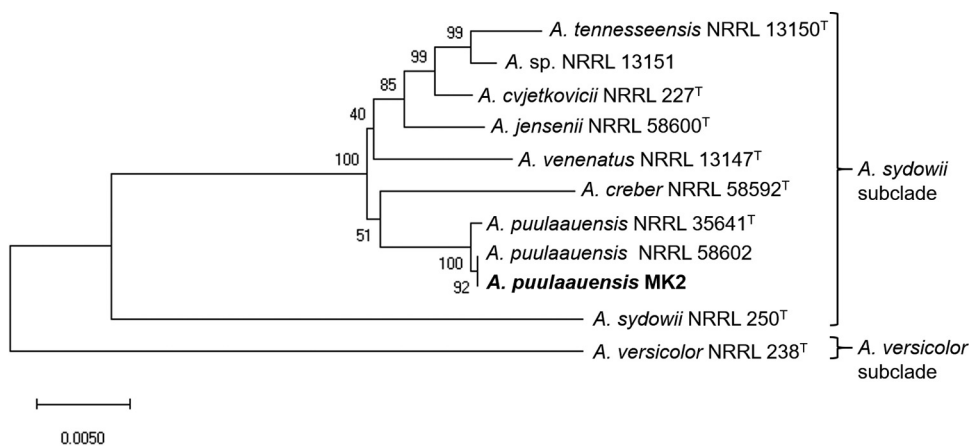 99
A. tennesseensis NRRL 13150ᵀ
99
A. sp. NRRL 13151
85
A. cvjetkovicii NRRL 227ᵀ
40
A. jensenii NRRL 58600ᵀ
100
A. venenatus NRRL 13147ᵀ
A. sydowii
subclade
A. creber NRRL 58592ᵀ
51
A. puulaauensis NRRL 35641ᵀ
A. puulaauensis NRRL 58602
100
A. puulaauensis MK2
92
A. sydowii NRRL 250ᵀ
A. versicolor NRRL 238ᵀ
A. versicolor
subclade
0.0050